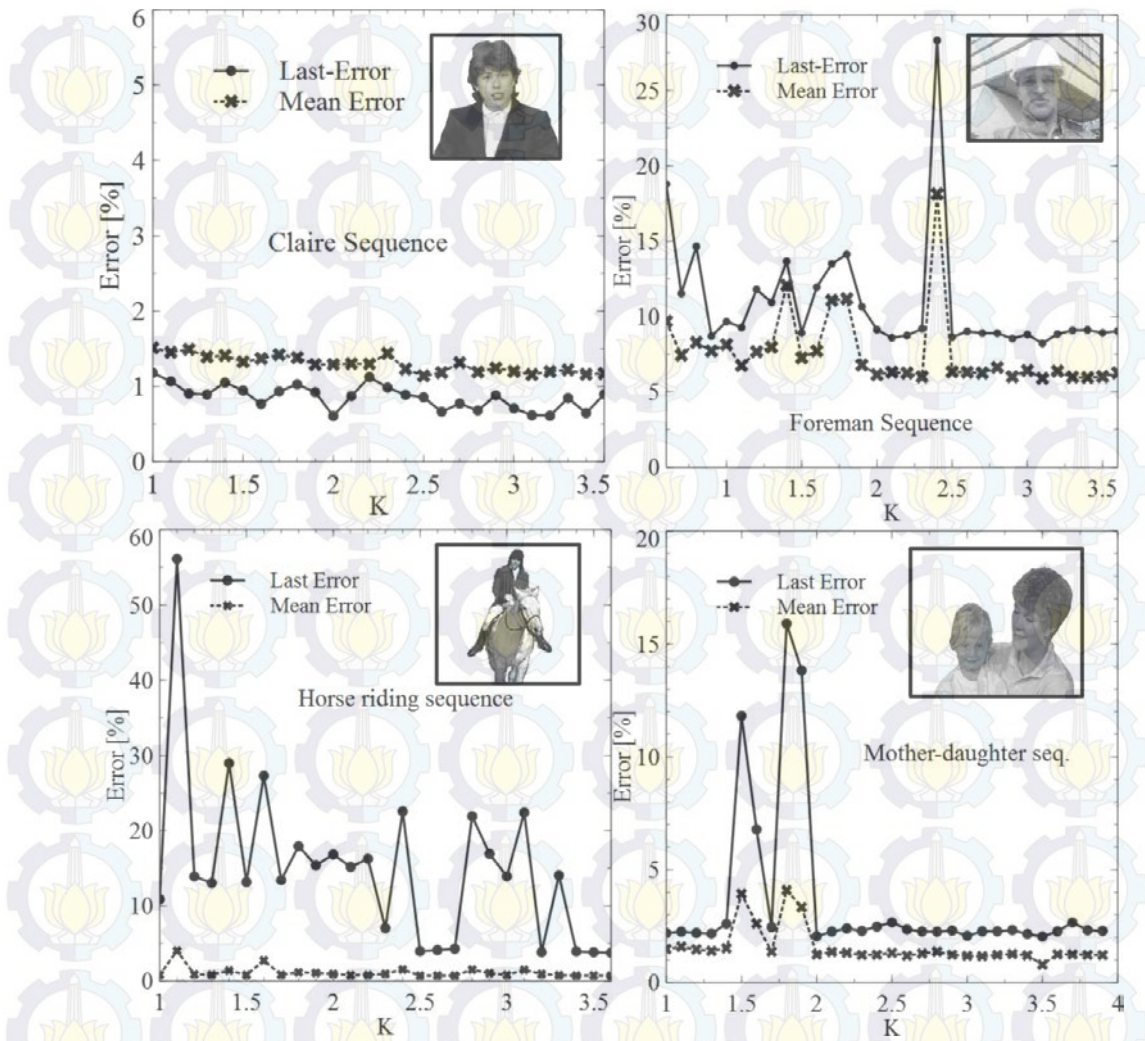 6
5
4
3
2
1
0
Error [%]
Last-Error
Mean Error
Claire Sequence
1
1.5
2
2.5
3
3.5
K
30
25
20
15
10
5
0
Error [%]
Last-Error
Mean Error
Foreman Sequence
1
1.5
2
2.5
3
3.5
K
60
50
40
30
20
10
0
Error [%]
Last Error
Mean Error
Horse riding sequence
1
1.5
2
2.5
3
3.5
K
20
15
10
5
0
Error [%]
Last Error
Mean Error
Mother-daughter seq.
1
1.5
2
2.5
3
3.5
4
K